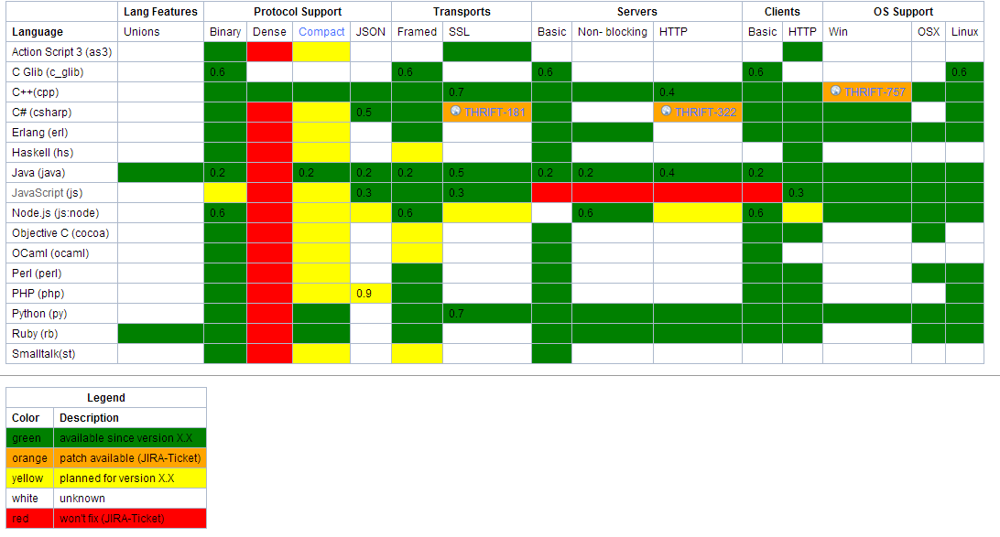 Lang Features Protocol Support Transports Servers Clients OS Support
Language Unions Binary Dense Compact JSON Framed SSL Basic Non- blocking HTTP Basic HTTP Win OSX Linux
Action Script 3 (as3)
C Glib (c_glib) 0.6 0.6 0.6 0.6 0.6
C++(cpp) 0.7 0.4 THRIFT-757
C# (csharp) 0.5 THRIFT-181 THRIFT-322
Erlang (erl)
Haskell (hs)
Java (java) 0.2 0.2 0.2 0.2 0.5 0.2 0.2 0.4 0.2
JavaScript (js) 0.3 0.3 0.3
Node.js (js:node) 0.6 0.6 0.6 0.6
Objective C (cocoa)
OCaml (ocaml)
Perl (perl)
PHP (php) 0.9
Python (py) 0.7
Ruby (rb)
Smalltalk(st)
Legend
Color Description
green available since version X.X
orange patch available (JIRA-Ticket)
yellow planned for version X.X
white unknown
red won't fix (JIRA-Ticket)